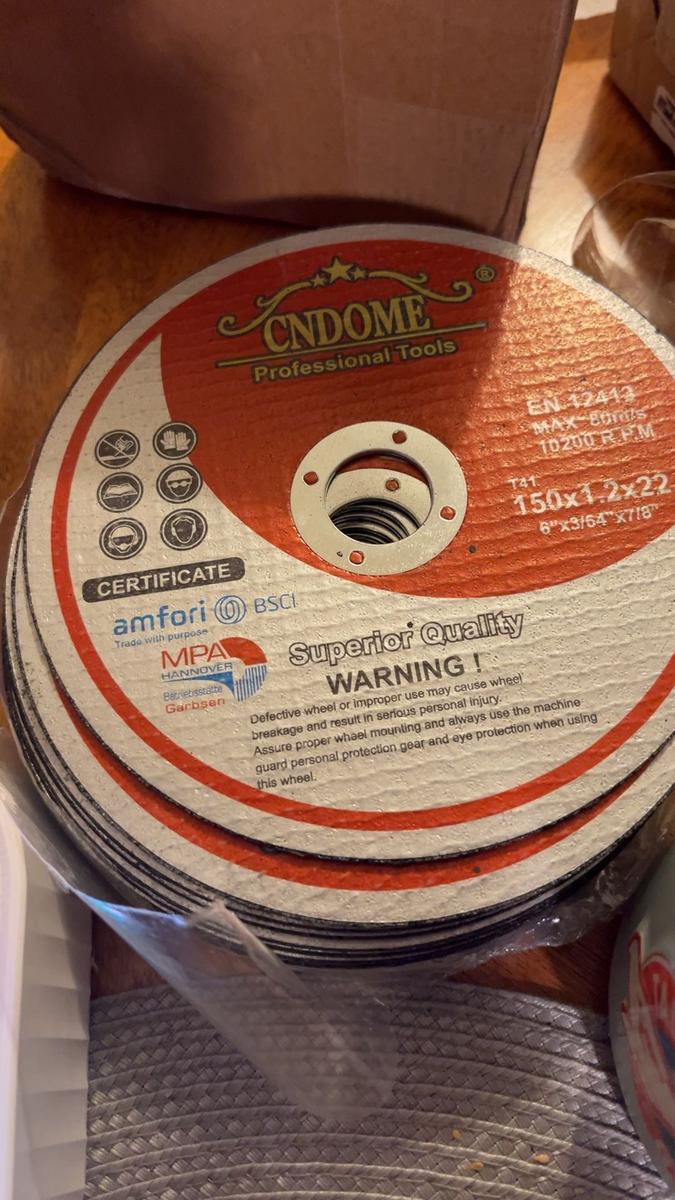 CNDOME®
Professional Tools
EN 12413
MAX 80m/s
10200 R.P.M
T41
150x1.2x22
6"x3/64"x7/8"
CERTIFICATE
amfori BSCI
Trade with purpose
MPA
HANNOVER
Betriebsstätte
Garbsen
Superior Quality
WARNING !
Defective wheel or improper use may cause wheel
breakage and result in serious personal injury.
Assure proper wheel mounting and always use the machine
guard personal protection gear and eye protection when using
this wheel.